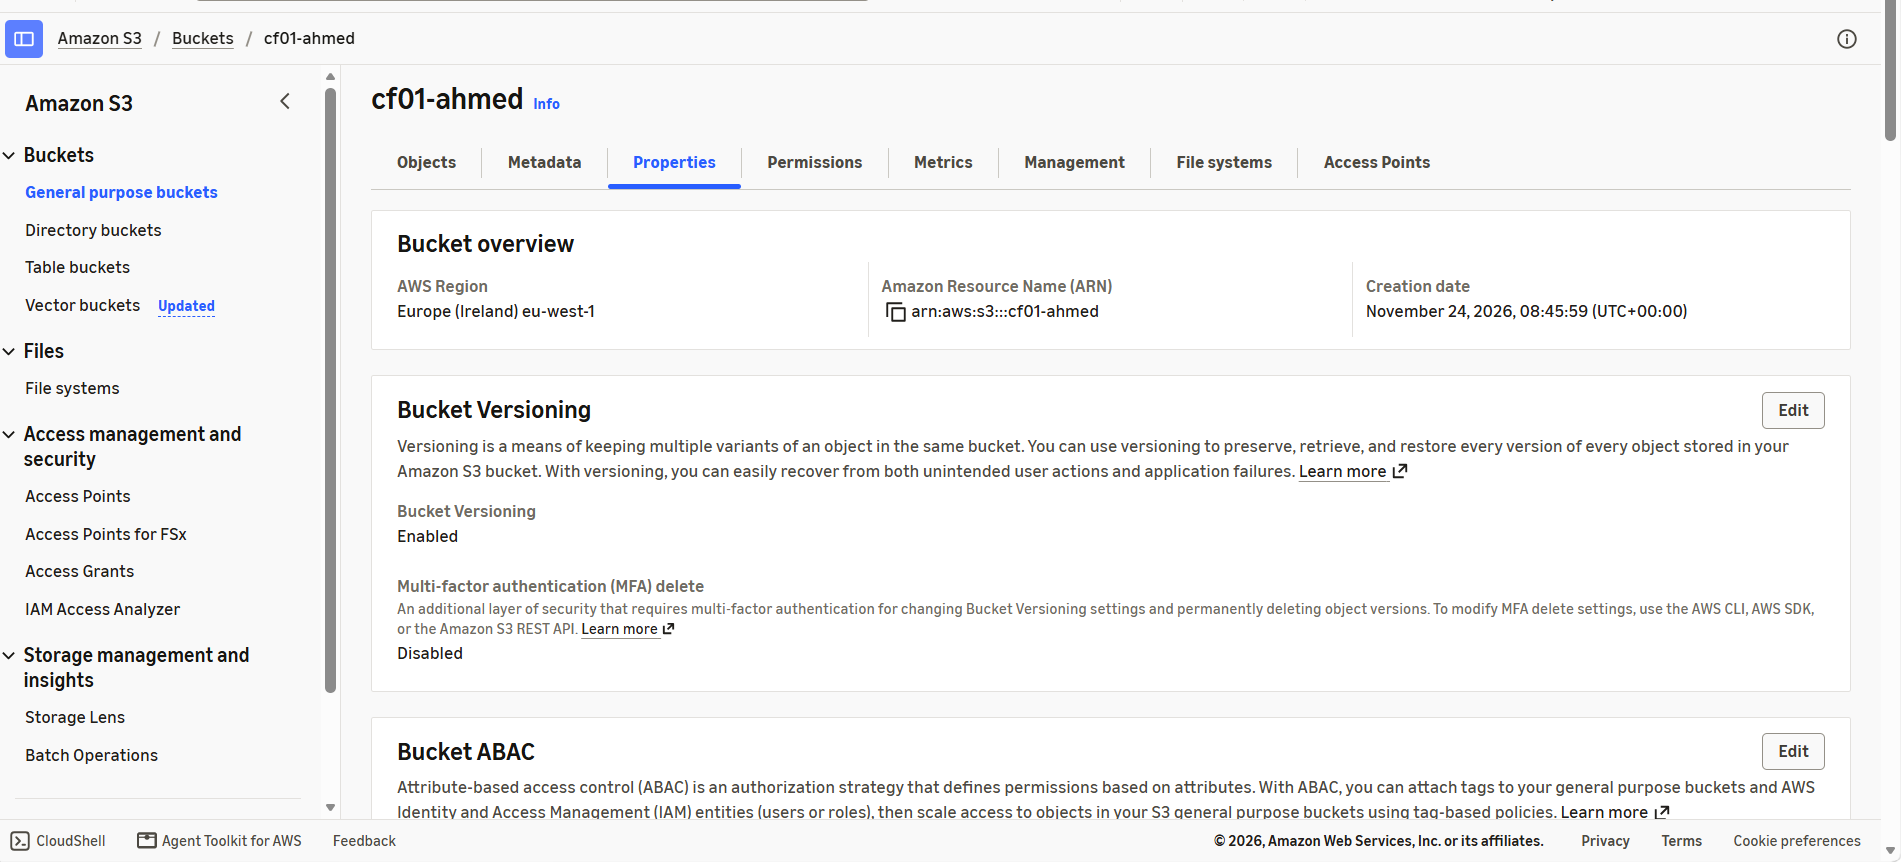 Amazon S3 / Buckets / cf01-ahmed
Amazon S3
Buckets
General purpose buckets
Directory buckets
Table buckets
Vector buckets Updated
Files
File systems
Access management and
security
Access Points
Access Points for FSx
Access Grants
IAM Access Analyzer
Storage management and
insights
Storage Lens
Batch Operations
cf01-ahmed Info
Objects Metadata Properties Permissions Metrics Management File systems Access Points
Bucket overview
AWS Region
Europe (Ireland) eu-west-1
Amazon Resource Name (ARN)
arn:aws:s3:::cf01-ahmed
Creation date
November 24, 2026, 08:45:59 (UTC+00:00)
Bucket Versioning
Edit
Versioning is a means of keeping multiple variants of an object in the same bucket. You can use versioning to preserve, retrieve, and restore every version of every object stored in your
Amazon S3 bucket. With versioning, you can easily recover from both unintended user actions and application failures. Learn more
Bucket Versioning
Enabled
Multi-factor authentication (MFA) delete
An additional layer of security that requires multi-factor authentication for changing Bucket Versioning settings and permanently deleting object versions. To modify MFA delete settings, use the AWS CLI, AWS SDK,
or the Amazon S3 REST API. Learn more
Disabled
Bucket ABAC
Edit
Attribute-based access control (ABAC) is an authorization strategy that defines permissions based on attributes. With ABAC, you can attach tags to your general purpose buckets and AWS
Identity and Access Management (IAM) entities (users or roles), then scale access to objects in your S3 general purpose buckets using tag-based policies. Learn more
CloudShell Agent Toolkit for AWS Feedback © 2026, Amazon Web Services, Inc. or its affiliates. Privacy Terms Cookie preferences